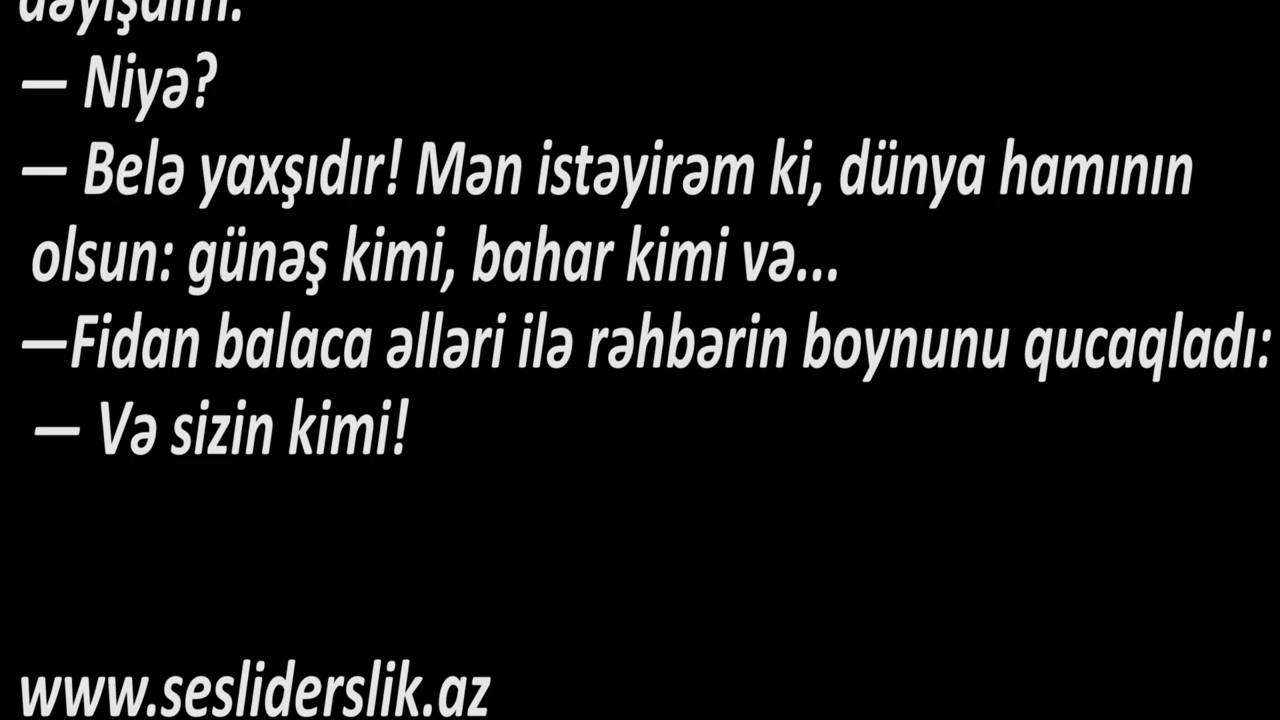 dəyişdim.
— Niyə?
— Belə yaxşıdır! Mən istəyirəm ki, dünya hamının
olsun: günəş kimi, bahar kimi və...
—Fidan balaca əlləri ilə rəhbərin boynunu qucaqladı:
— Və sizin kimi!
www.sesliderslik.az